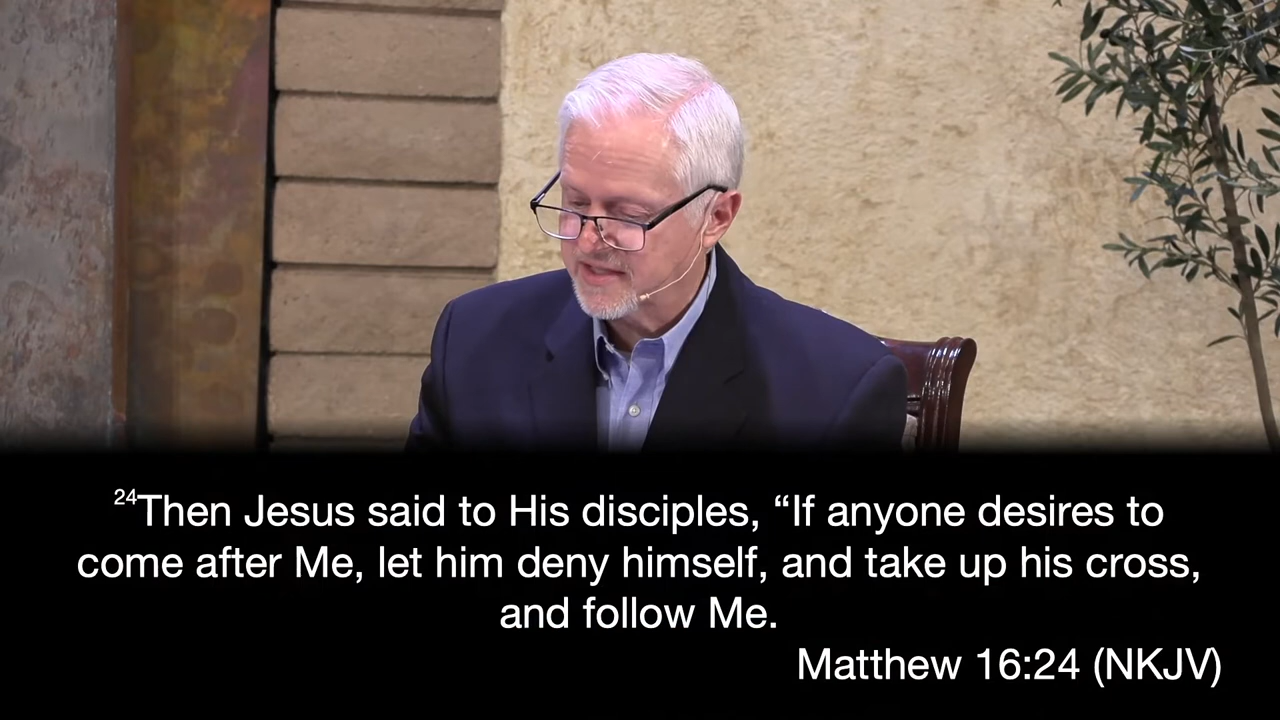 24Then Jesus said to His disciples, “If anyone desires to
come after Me, let him deny himself, and take up his cross,
and follow Me.
Matthew 16:24 (NKJV)